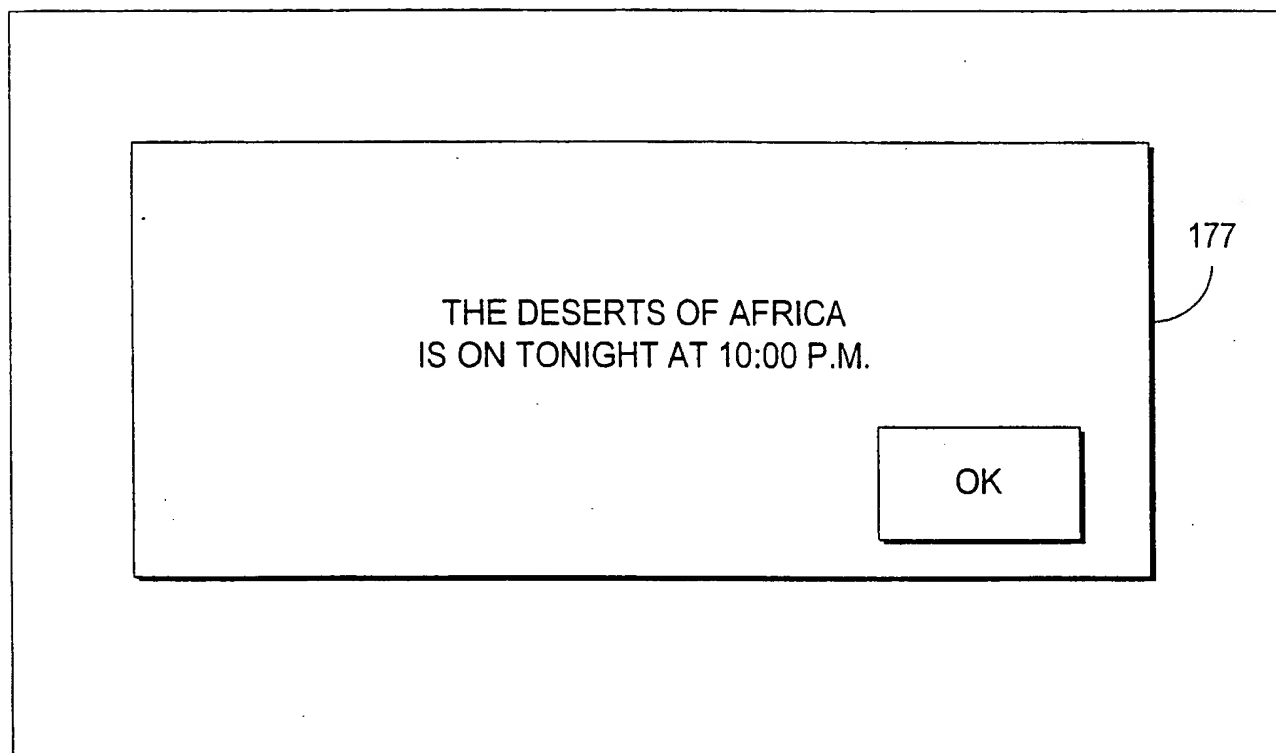 177
THE DESERTS OF AFRICA
IS ON TONIGHT AT 10:00 P.M.
OK